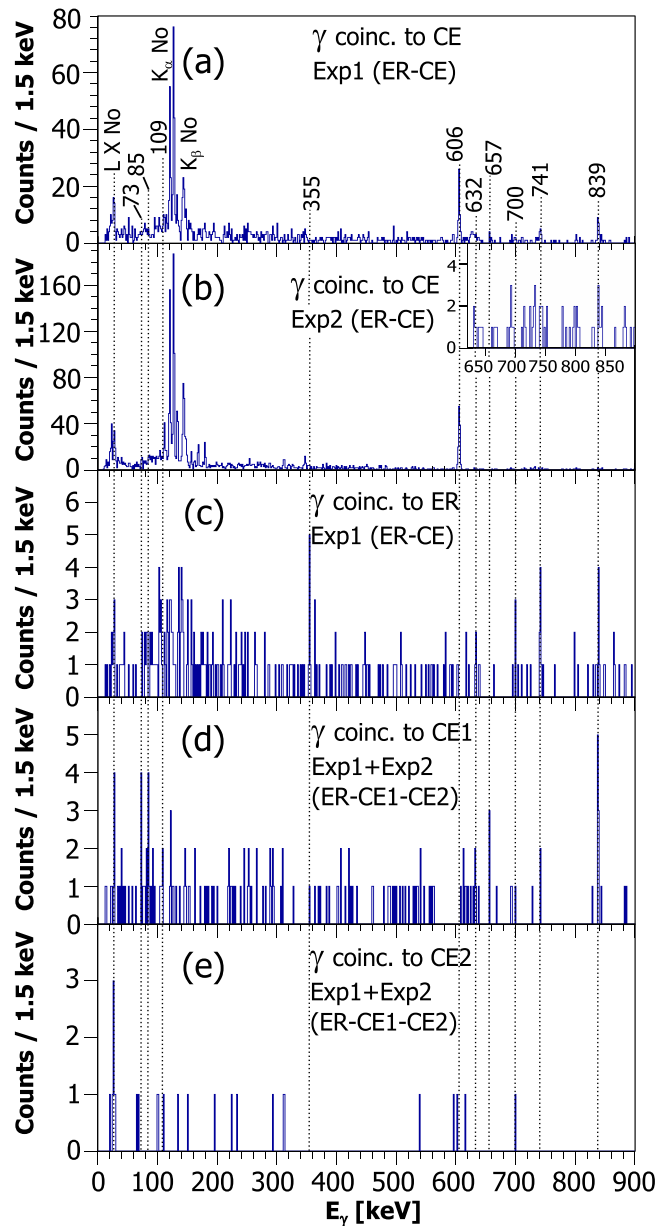 80
60
40
20
0
Counts / 1.5 keV
(a)
γ coinc. to CE
Exp1 (ER-CE)
L X No
73
85
109
Kα No
Kβ No
355
606
632
657
700
741
839
160
120
80
40
0
Counts / 1.5 keV
(b)
γ coinc. to CE
Exp2 (ER-CE)
4
2
0
650 700 750 800 850
6
5
4
3
2
1
0
Counts / 1.5 keV
(c)
γ coinc. to ER
Exp1 (ER-CE)
5
4
3
2
1
0
Counts / 1.5 keV
(d)
γ coinc. to CE1
Exp1+Exp2
(ER-CE1-CE2)
3
2
1
0
Counts / 1.5 keV
(e)
γ coinc. to CE2
Exp1+Exp2
(ER-CE1-CE2)
0 100 200 300 400 500 600 700 800 900
Eγ [keV]